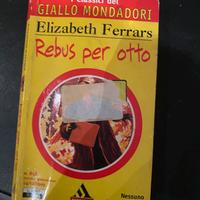 I classici del
GIALLO MONDADORI
Elizabeth Ferrars
Rebus per otto
Nessuno